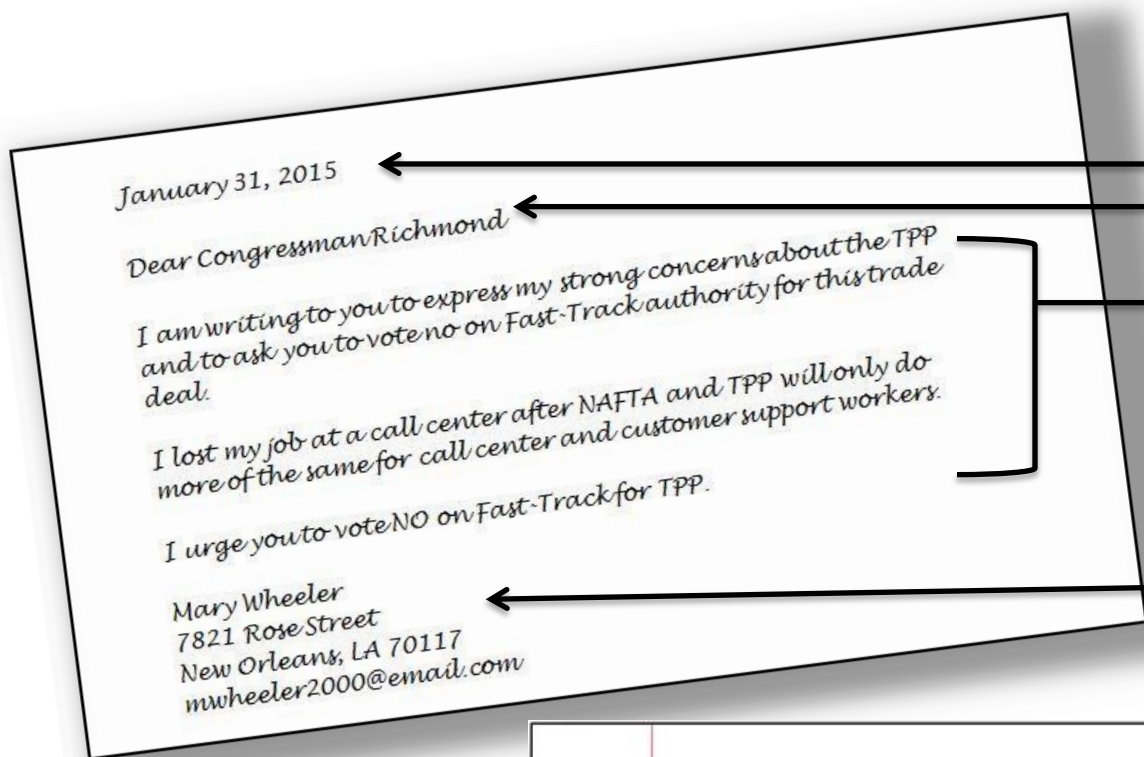 January 31, 2015
Dear Congressman Richmond
I am writing to you to express my strong concerns about the TPP
and to ask you to vote no on Fast-Track authority for this trade
deal.
I lost my job at a call center after NAFTA and TPP will only do
more of the same for call center and customer support workers.
I urge you to vote NO on Fast-Track for TPP.
Mary Wheeler
7821 Rose Street
New Orleans, LA 70117
mwheeler2000@email.com